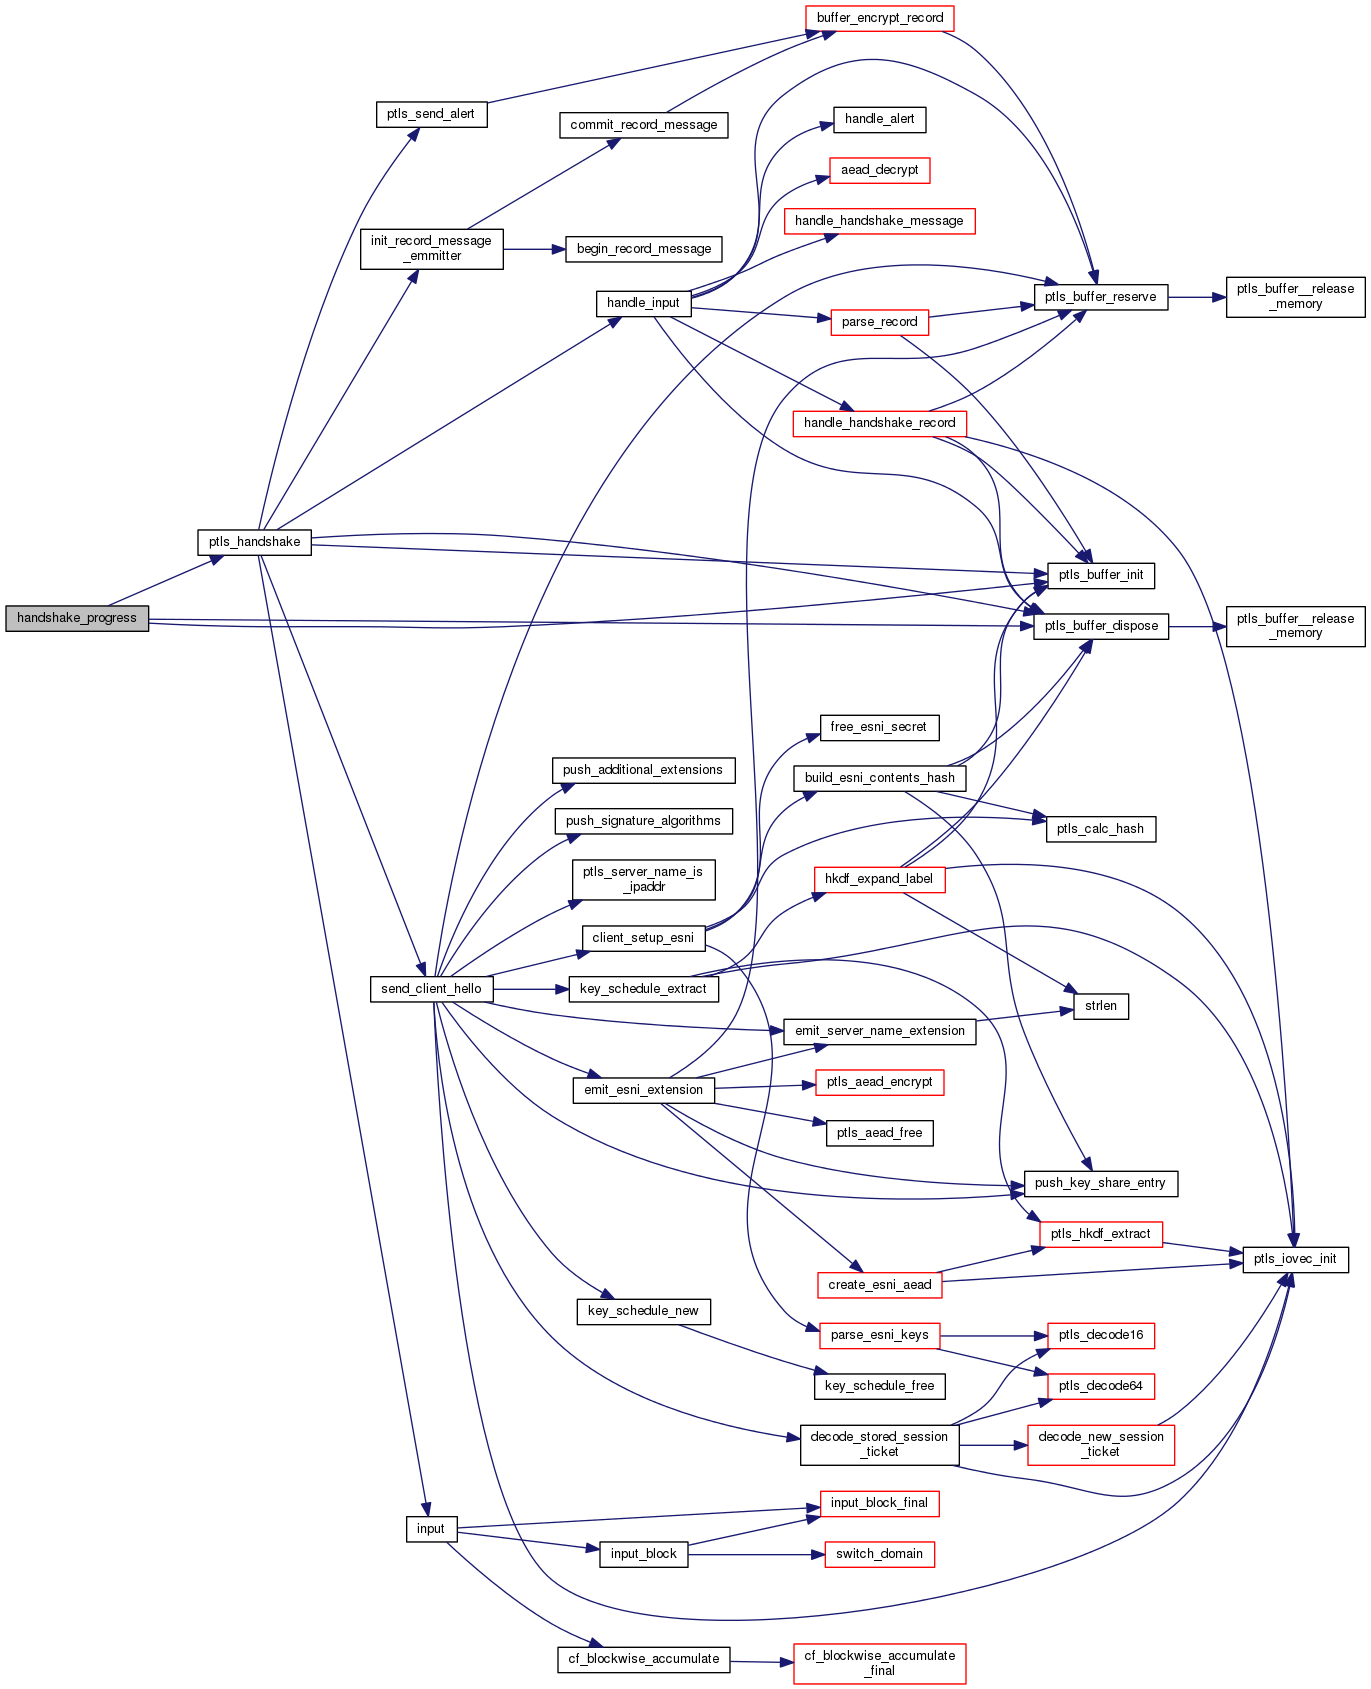 buffer_encrypt_record
ptls_send_alert
commit_record_message
handle_alert
aead_decrypt
handle_handshake_message
init_record_message
_emmitter
begin_record_message
handle_input
ptls_buffer_reserve
ptls_buffer__release
_memory
parse_record
handle_handshake_record
ptls_handshake
ptls_buffer_init
handshake_progress
ptls_buffer_dispose
ptls_buffer__release
_memory
free_esni_secret
push_additional_extensions
build_esni_contents_hash
push_signature_algorithms
ptls_calc_hash
ptls_server_name_is
_ipaddr
hkdf_expand_label
client_setup_esni
send_client_hello
key_schedule_extract
strlen
emit_server_name_extension
emit_esni_extension
ptls_aead_encrypt
ptls_aead_free
push_key_share_entry
ptls_hkdf_extract
ptls_iovec_init
create_esni_aead
key_schedule_new
parse_esni_keys
ptls_decode16
key_schedule_free
ptls_decode64
decode_stored_session
_ticket
decode_new_session
_ticket
input_block_final
input
input_block
switch_domain
cf_blockwise_accumulate
cf_blockwise_accumulate
_final